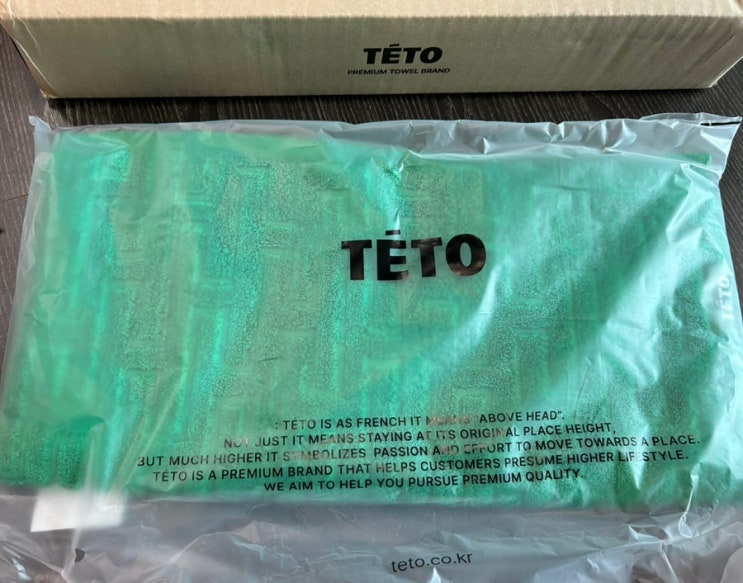 TÉTO
PREMIUM TOWEL BRAND
TÉTO
TÉTO
: TÉTO IS AS FRENCH IT MEANS "ABOVE HEAD".
NOT JUST IT MEANS STAYING AT ITS ORIGINAL PLACE HEIGHT,
BUT MUCH HIGHER IT SYMBOLIZES PASSION AND EFFORT TO MOVE TOWARDS A PLACE.
TÉTO IS A PREMIUM BRAND THAT HELPS CUSTOMERS PRESUME HIGHER LIFESTYLE.
WE AIM TO HELP YOU PURSUE PREMIUM QUALITY.
teto.co.kr